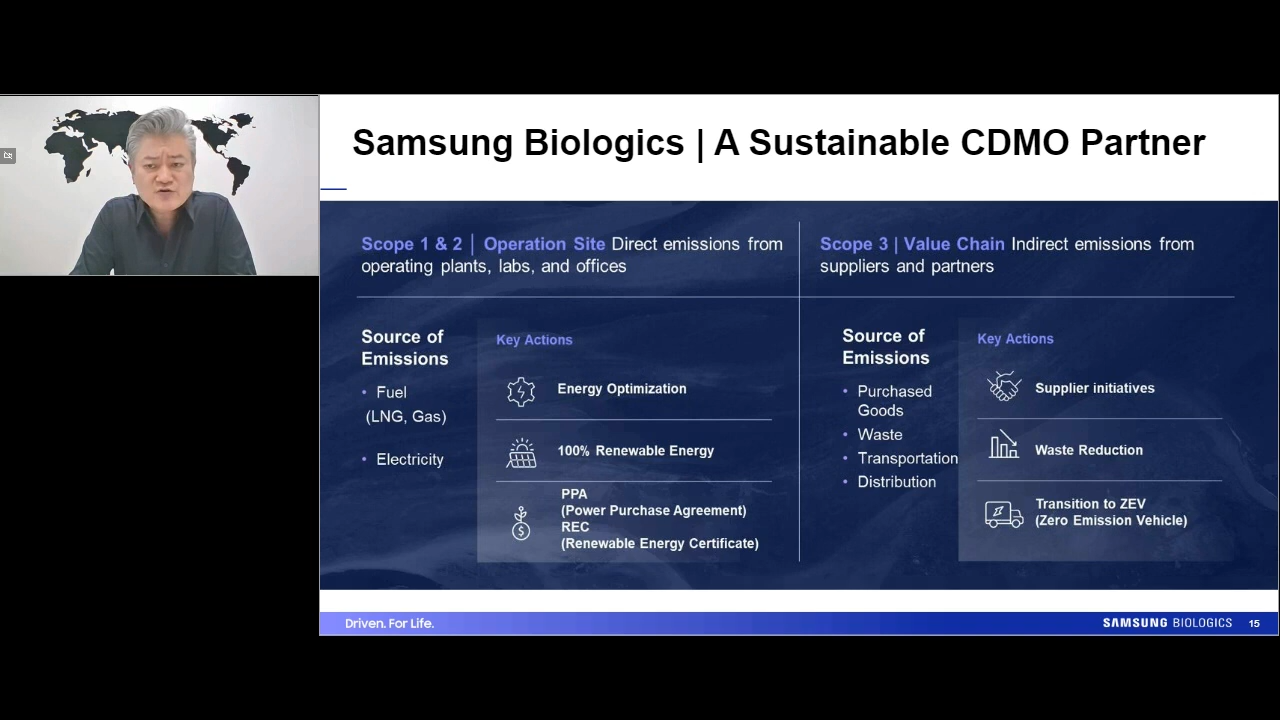 Samsung Biologics | A Sustainable CDMO Partner
Scope 1 & 2 | Operation Site Direct emissions from
operating plants, labs, and offices
Source of
Emissions
• Fuel
(LNG, Gas)
• Electricity
Key Actions
Energy Optimization
100% Renewable Energy
PPA
(Power Purchase Agreement)
REC
(Renewable Energy Certificate)
Scope 3 | Value Chain Indirect emissions from
suppliers and partners
Source of
Emissions
• Purchased
Goods
• Waste
• Transportation
• Distribution
Key Actions
Supplier initiatives
Waste Reduction
Transition to ZEV
(Zero Emission Vehicle)
Driven. For Life.
SAMSUNG BIOLOGICS 15